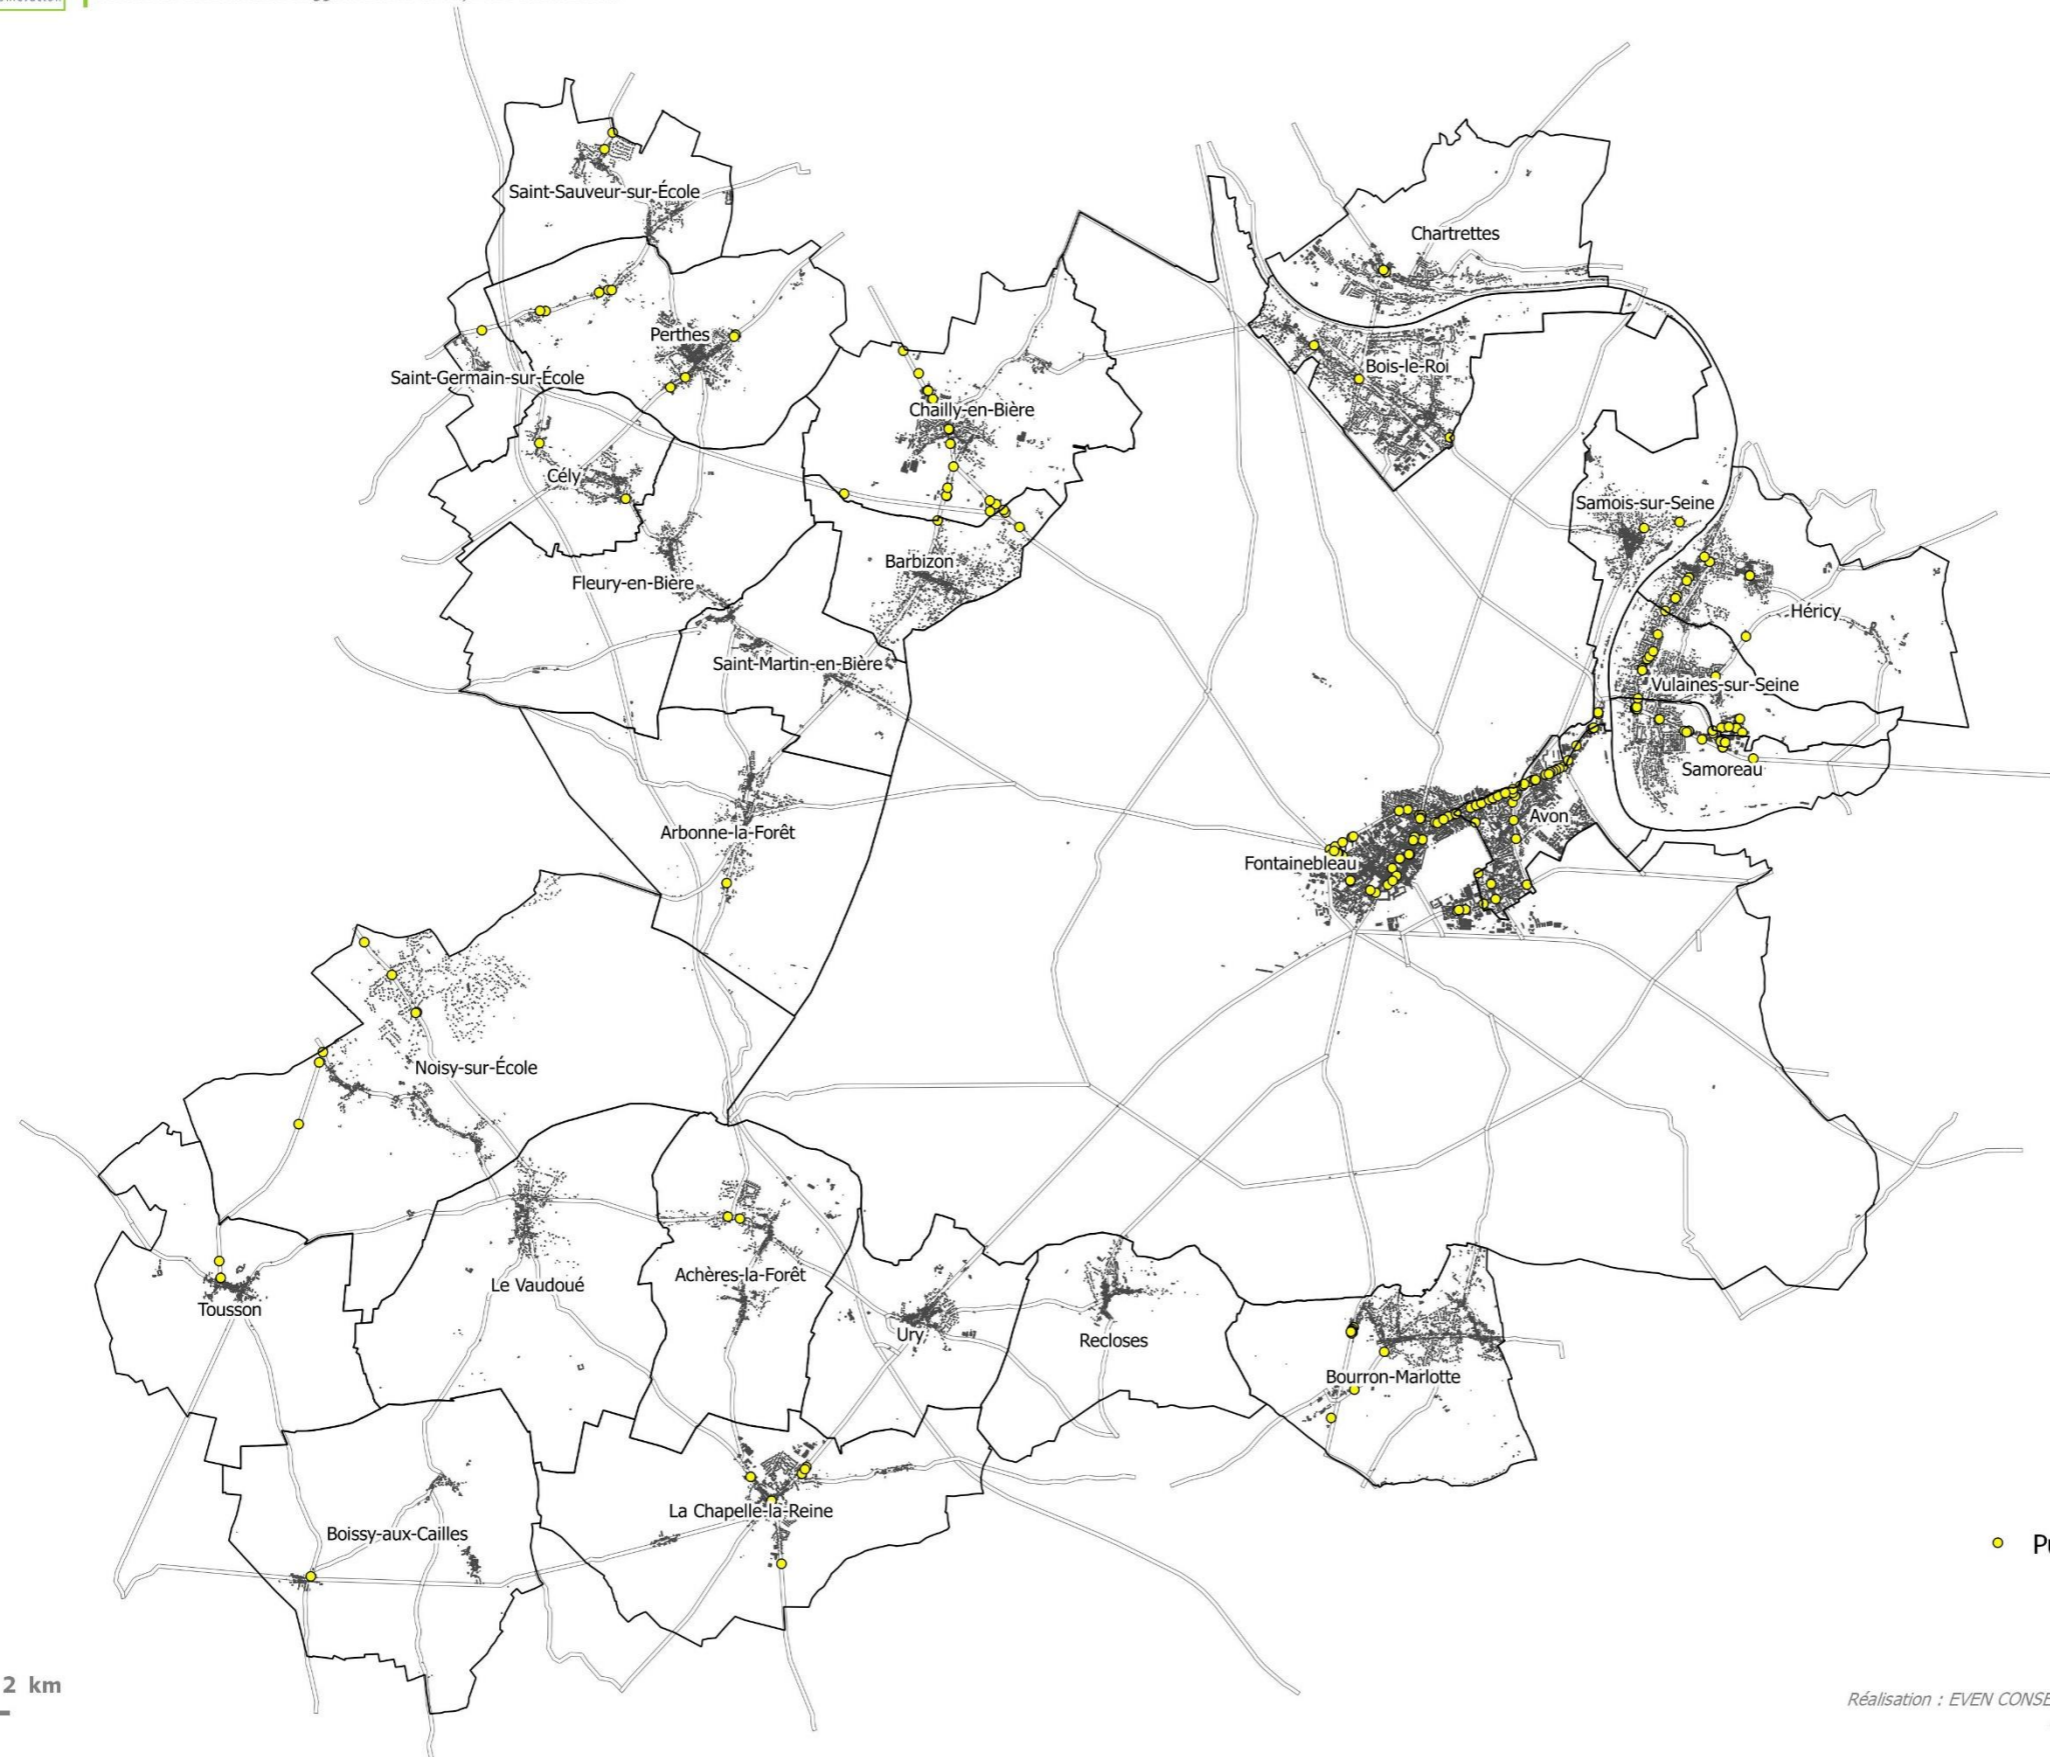 Saint-Sauveur-sur-École
Chartrettes
Perthes
Bois-le-Roi
Saint-Germain-sur-École
Chailly-en-Bière
Cély
Samois-sur-Seine
Barbizon
Fleury-en-Bière
Héricy
Saint-Martin-en-Bière
Vulaines-sur-Seine
Samoreau
Avon
Arbonne-la-Forêt
Fontainebleau
Noisy-sur-École
Achères-la-Forêt
Le Vaudoué
Tousson
Ury
Recloses
Bourron-Marlotte
La Chapelle-la-Reine
Boissy-aux-Cailles
2 km
Réalisation : EVEN CONSE